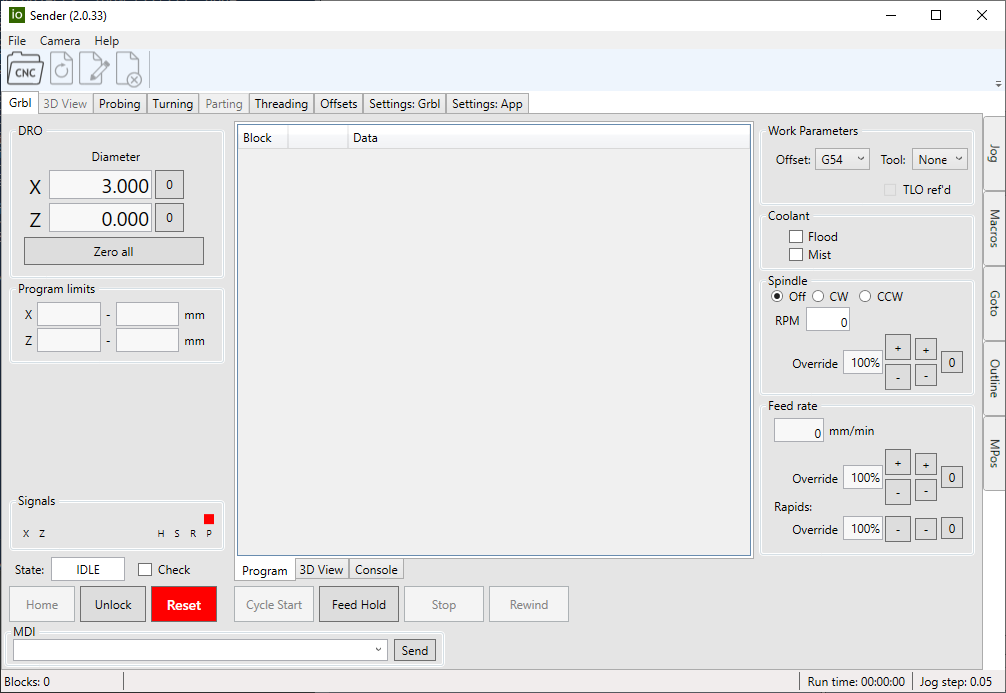 io Sender (2.0.33)
File Camera Help
CNC
Grbl 3D View Probing Turning Parting Threading Offsets Settings: Grbl Settings: App
DRO
Diameter
X 3.000 0
Z 0.000 0
Zero all
Program limits
X - mm
Z - mm
Signals
X Z H S R P
State: IDLE Check
Home Unlock Reset
Block Data
Program 3D View Console
Cycle Start Feed Hold Stop Rewind
MDI
Send
Work Parameters
Offset: G54 Tool: None
TLO ref'd
Coolant
Flood
Mist
Spindle
Off CW CCW
RPM 0
+ +
Override 100% 0
- -
Feed rate
0 mm/min
+ +
Override 100% 0
- -
Rapids:
Override 100% - - 0
Jog
Macros
Goto
Outline
MPos
Blocks: 0 Run time: 00:00:00 Jog step: 0.05